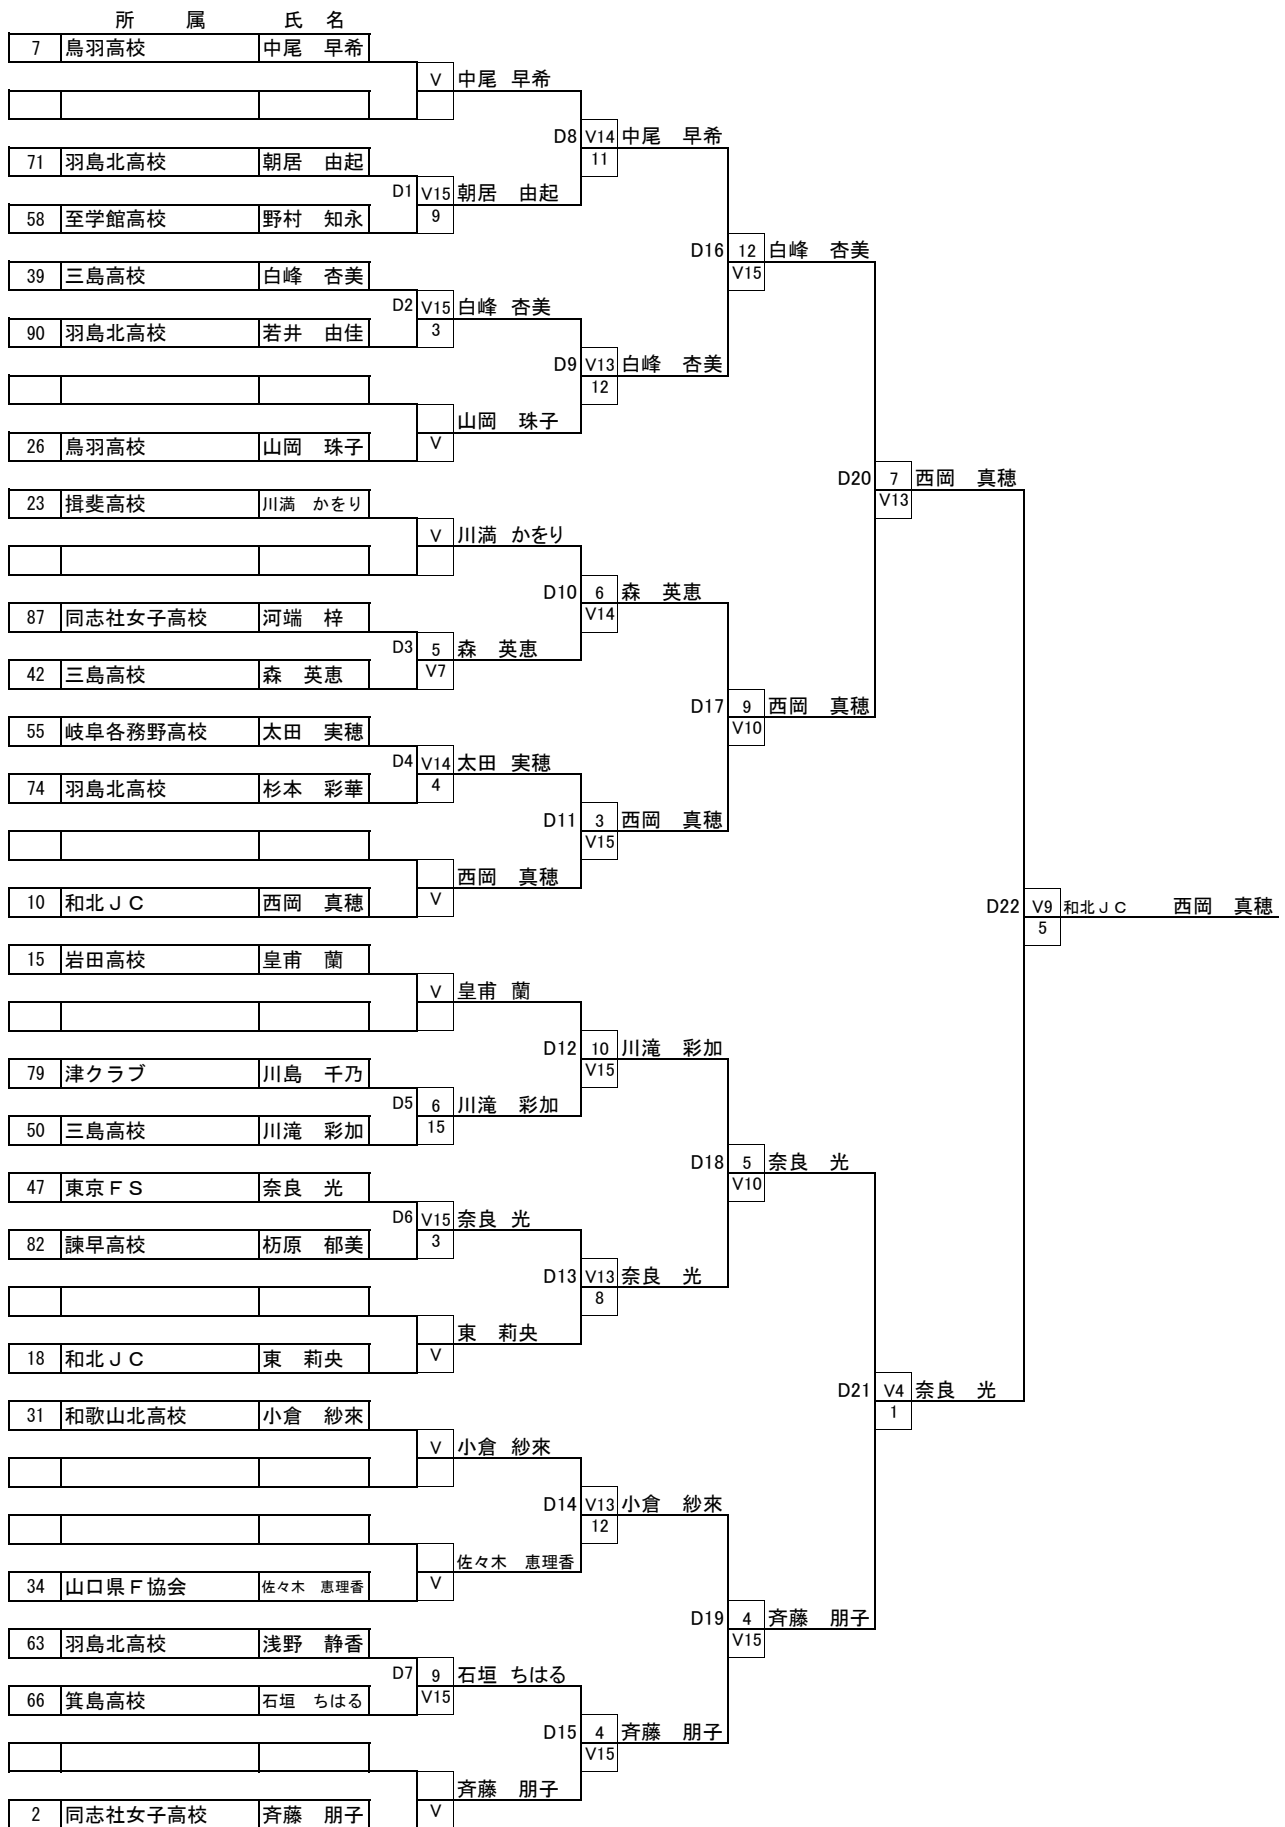 所 属 氏 名
7 鳥羽高校 中尾 早希
V 中尾 早希
D8 V14 中尾 早希
11
71 羽島北高校 朝居 由起
D1 V15 朝居 由起
58 至学館高校 野村 知永 9
D16 12 白峰 杏美
V15
39 三島高校 白峰 杏美
D2 V15 白峰 杏美
90 羽島北高校 若井 由佳 3
D9 V13 白峰 杏美
12
山岡 珠子
26 鳥羽高校 山岡 珠子 V
D20 7 西岡 真穂
V13
23 揖斐高校 川満 かをり
V 川満 かをり
D10 6 森 英恵
V14
87 同志社女子高校 河端 梓
D3 5 森 英恵
42 三島高校 森 英恵 V7
D17 9 西岡 真穂
V10
55 岐阜各務野高校 太田 実穂
D4 V14 太田 実穂
74 羽島北高校 杉本 彩華 4
D11 3 西岡 真穂
V15
西岡 真穂
10 和北ＪＣ 西岡 真穂 V
D22 V9 和北ＪＣ 西岡 真穂
5
15 岩田高校 皇甫 蘭
V 皇甫 蘭
D12 10 川滝 彩加
V15
79 津クラブ 川島 千乃
D5 6 川滝 彩加
50 三島高校 川滝 彩加 15
D18 5 奈良 光
V10
47 東京ＦＳ 奈良 光
D6 V15 奈良 光
82 諫早高校 杤原 郁美 3
D13 V13 奈良 光
8
東 莉央
18 和北ＪＣ 東 莉央 V
D21 V4 奈良 光
1
31 和歌山北高校 小倉 紗來
V 小倉 紗來
D14 V13 小倉 紗來
12
佐々木 恵理香
34 山口県Ｆ協会 佐々木 恵理香 V
D19 4 斉藤 朋子
V15
63 羽島北高校 浅野 静香
D7 9 石垣 ちはる
66 箕島高校 石垣 ちはる V15
D15 4 斉藤 朋子
V15
斉藤 朋子
2 同志社女子高校 斉藤 朋子 V